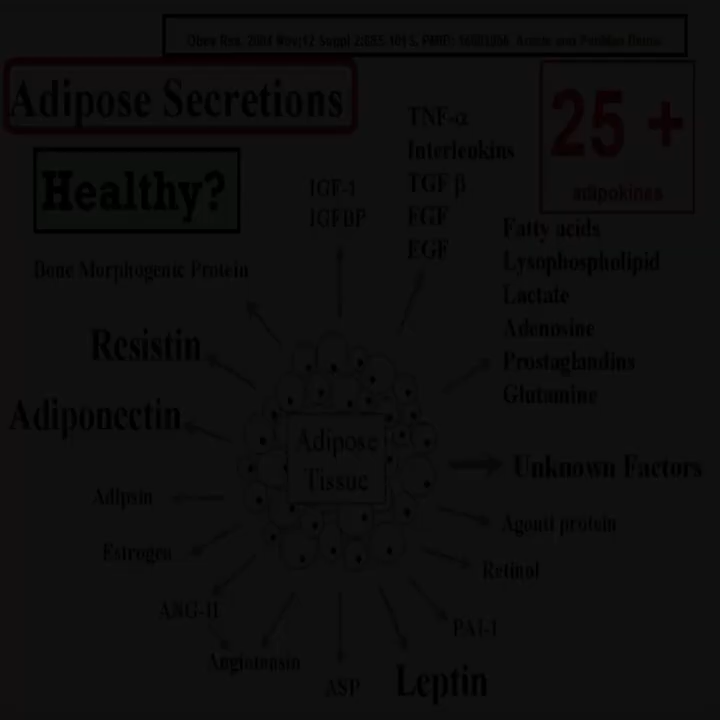 Adipose Secretions
25 +
adipokines
Healthy?
TNF-α
Interleukins
TGF β
FGF
EGF
IGF-1
IGFBP
Fatty acids
Lysophospholipid
Lactate
Adenosine
Prostaglandins
Glutamine
Bone Morphogenic Protein
Resistin
Adiponectin
Adipose
Tissue
Unknown Factors
Adipsin
Agouti protein
Estrogen
Retinol
ANG-II
PAI-1
Angiotensin
ASP
Leptin